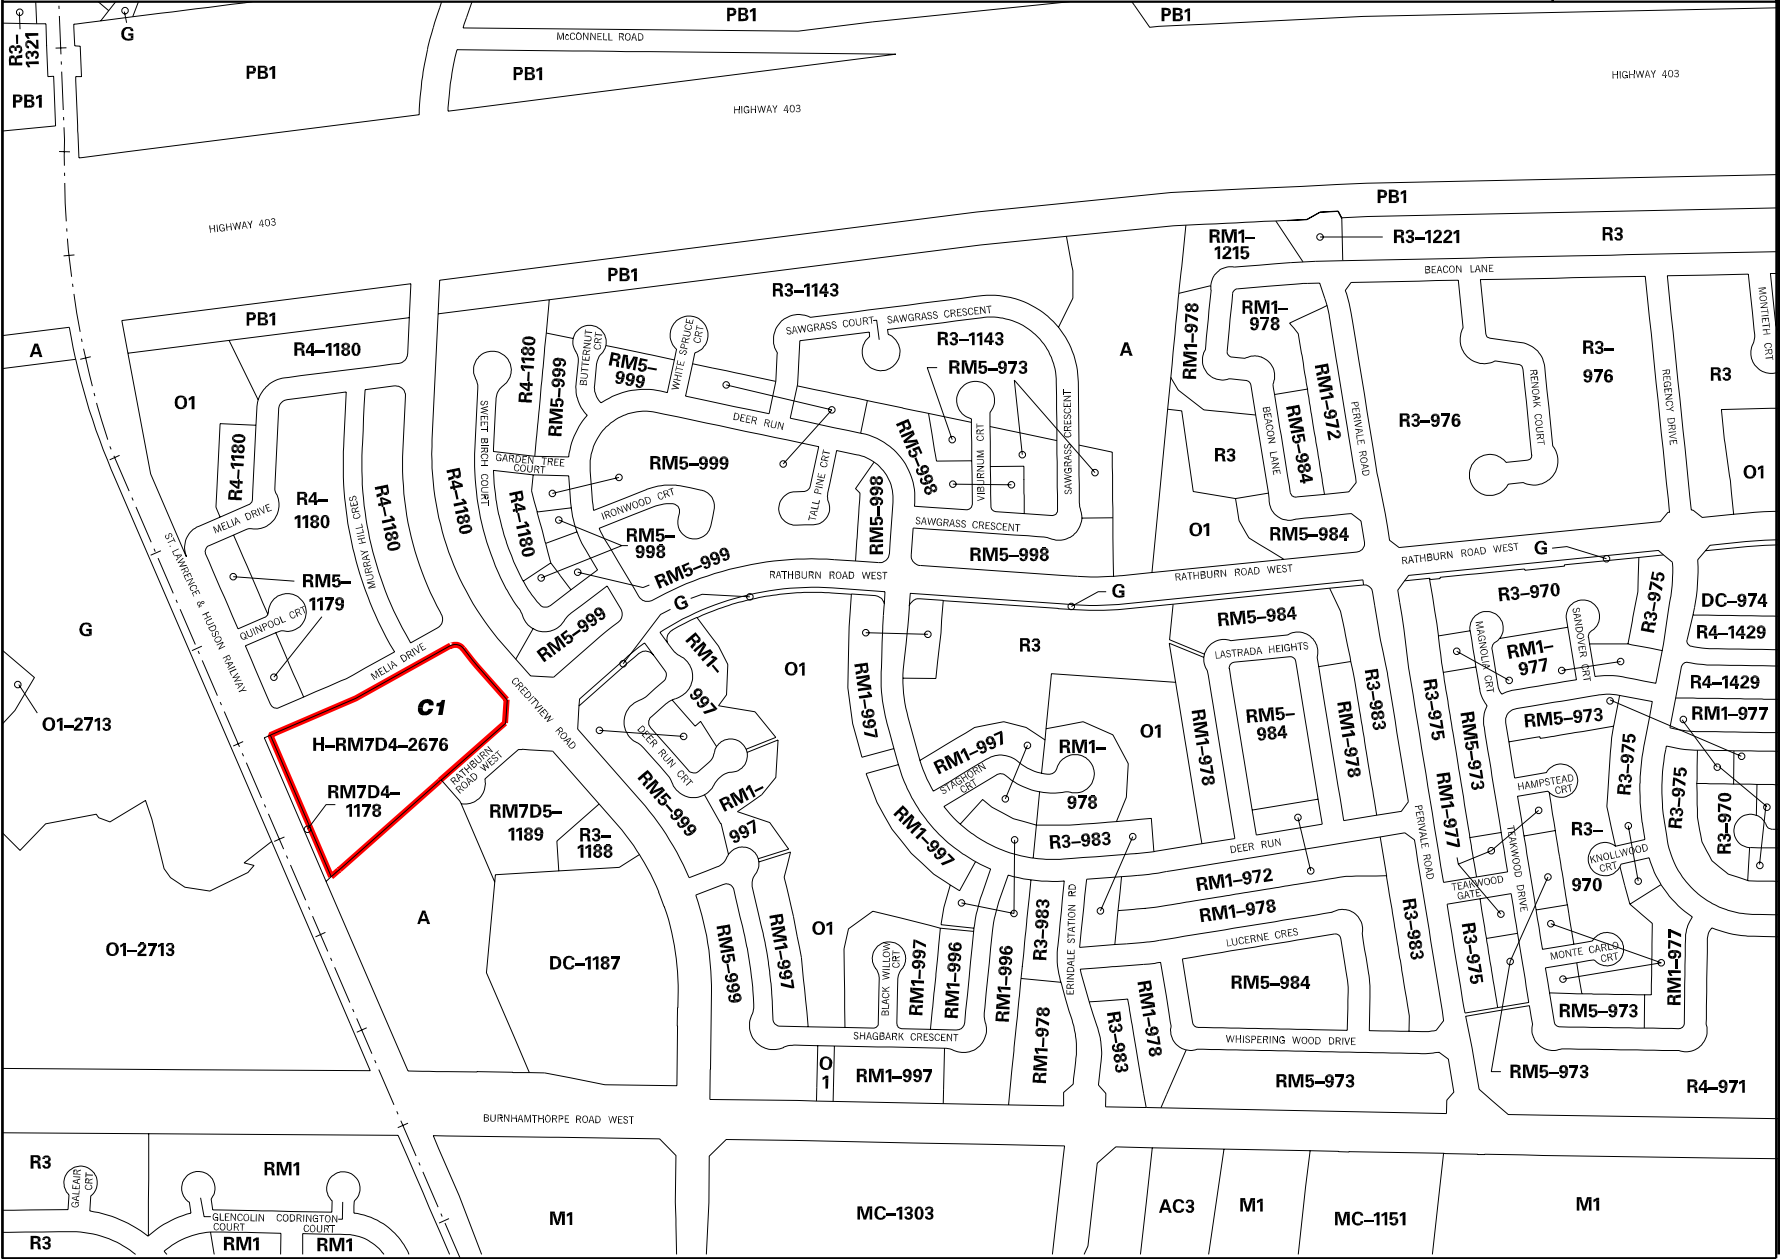 R3–
1321
G
PB1
McCONNELL ROAD
PB1
PB1
PB1
PB1
HIGHWAY 403
HIGHWAY 403
HIGHWAY 403
PB1
PB1
PB1
RM1–
1215
R3–1221
R3
BEACON LANE
A
R4–1180
R3–1143
SAWGRASS COURT
SAWGRASS CRESCENT
R3–1143
RM5–973
A
RM1–978
RM1–
978
R3–
976
R3
MONTIETH CRT
O1
R4–1180
RM5–999
BUTTERNUT
CRT
RM5–
999
WHITE SPRUCE
CRT
DEER RUN
SAWGRASS CRESCENT
RM1–972
PERIVALE ROAD
R3–976
RENOAK COURT
REGENCY DRIVE
O1
R4–1180
MELIA DRIVE
R4–
1180
MURRAY HILL CRES
R4–1180
R4–1180
SWEET BIRCH COURT
GARDEN TREE
COURT
R4–1180
RM5–999
IRONWOOD CRT
TALL PINE CRT
RM5–998
RM5–998
VIBURNUM CRT
SAWGRASS CRESCENT
RM5–998
R3
BEACON LANE
RM5–984
O1
RM5–984
RM5–
998
RM5–999
RATHBURN ROAD WEST
RATHBURN ROAD WEST
RATHBURN ROAD WEST
G
ST. LAWRENCE & HUDSON RAILWAY
RM5–
1179
QUINPOOL CRT
MELIA DRIVE
G
RM5–999
G
G
R3
RM5–984
LASTRADA HEIGHTS
R3–970
R3–975
DC–974
R4–1429
R4–1429
RM1–977
O1–2713
C1
H–RM7D4–2676
RM7D4–
1178
CREDITVIEW ROAD
RATHBURN
ROAD WEST
RM1–
997
O1
RM1–997
DEER RUN CRT
RM5–999
RM1–
997
RM1–997
STAGHORN
CRT
RM1–
978
O1
RM1–978
RM5–
984
RM1–978
R3–983
R3–975
MAGNOLIA CRT
RM1–
977
SANDOVER CRT
RM5–973
RM5–973
R3–975
HAMPSTEAD
CRT
R3–975
R3–970
RM7D5–
1189
R3–
1188
RM1–997
R3–983
DEER RUN
PERIVALE ROAD
RM1–977
TEAKWOOD DRIVE
R3–
970
KNOLLWOOD
CRT
TEAKWOOD
GATE
RM1–972
RM1–978
R3–983
O1–2713
A
DC–1187
RM5–999
RM1–997
O1
BLACK WILLOW
CRT
RM1–997
RM1–996
RM1–996
R3–983
ERINDALE STATION RD
LUCERNE CRES
RM5–984
R3–975
MONTE CARLO
CRT
RM1–977
RM5–973
SHAGBARK CRESCENT
O
1
RM1–997
RM1–978
R3–983
RM1–978
WHISPERING WOOD DRIVE
RM5–973
RM5–973
R4–971
BURNHAMTHORPE ROAD WEST
R3
GALEAIR
CRT
RM1
GLENCOLIN
COURT
CODRINGTON
COURT
R3
RM1
RM1
M1
MC–1303
AC3
M1
MC–1151
M1